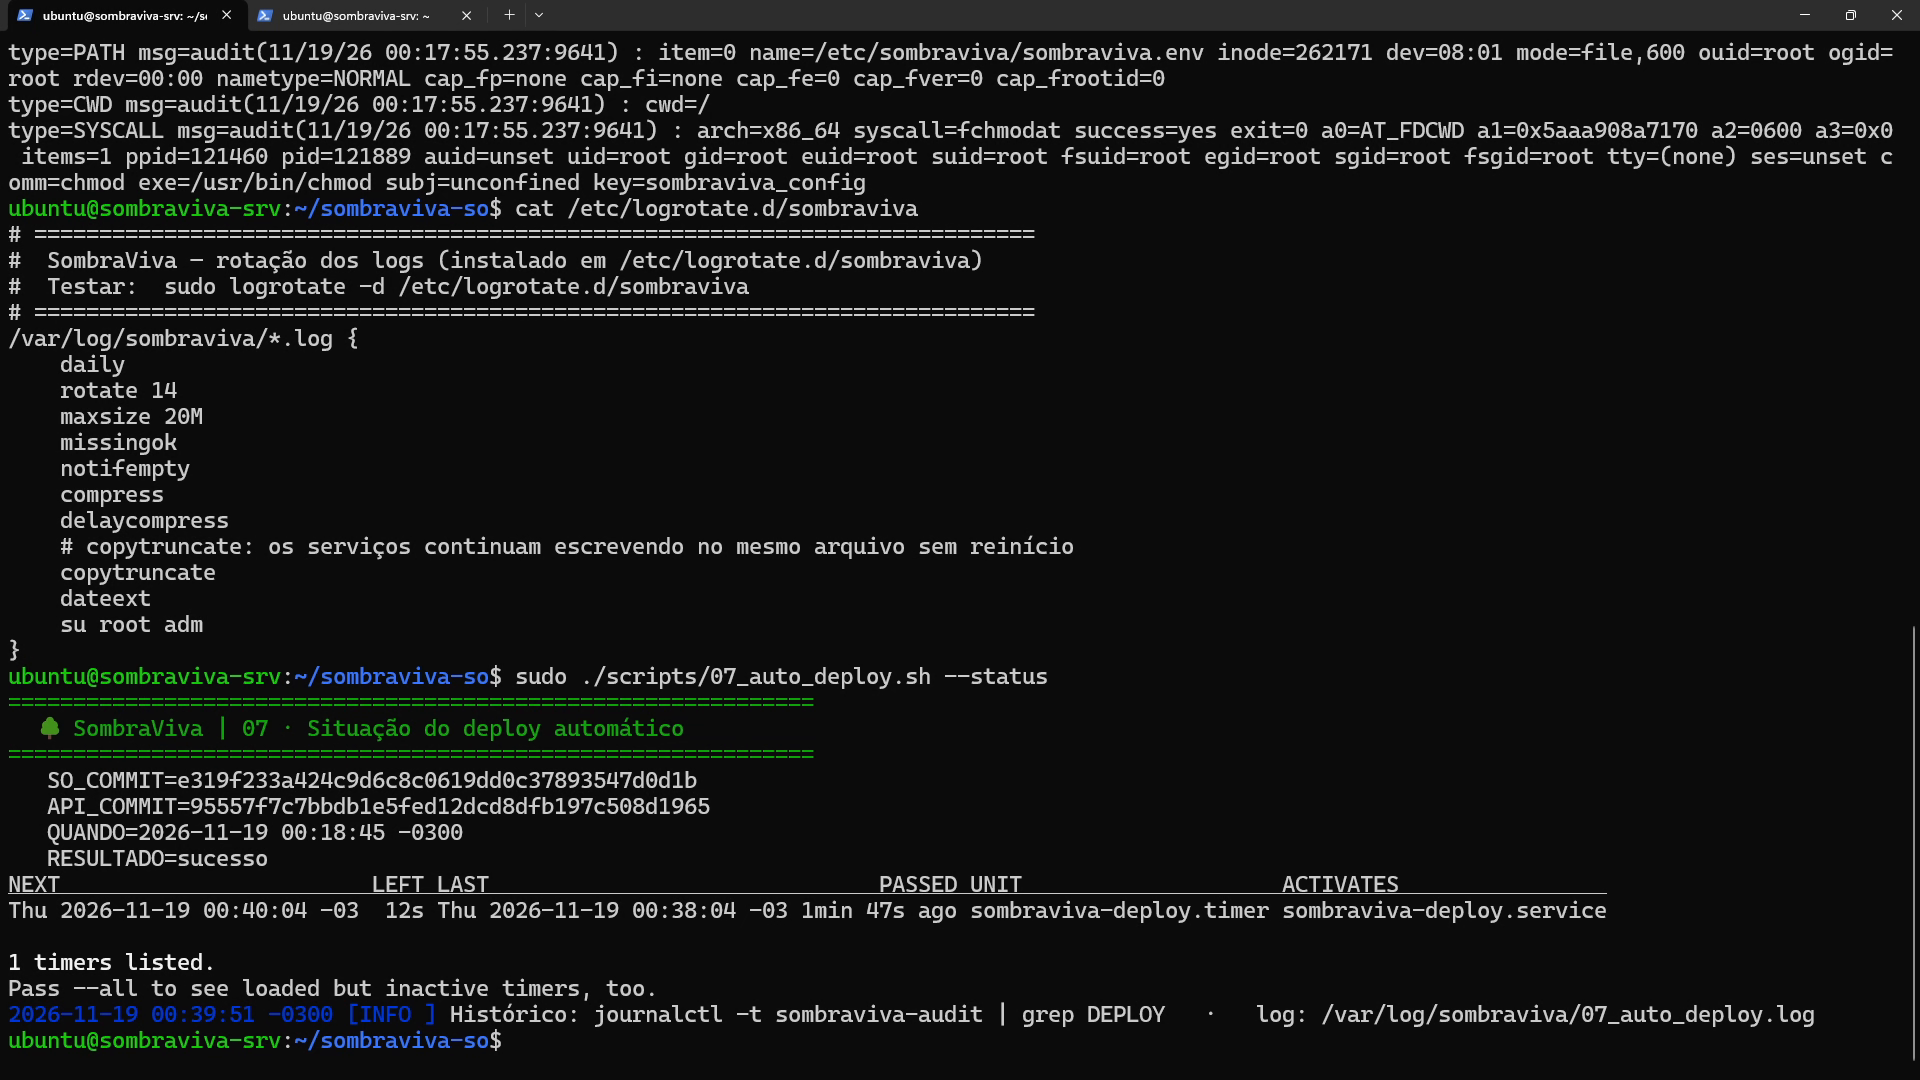 ubuntu@sombraviva-srv: ~/so
ubuntu@sombraviva-srv: ~
type=PATH msg=audit(11/19/26 00:17:55.237:9641) : item=0 name=/etc/sombraviva/sombraviva.env inode=262171 dev=08:01 mode=file,600 ouid=root ogid=
root rdev=00:00 nametype=NORMAL cap_fp=none cap_fi=none cap_fe=0 cap_fver=0 cap_frootid=0
type=CWD msg=audit(11/19/26 00:17:55.237:9641) : cwd=/
type=SYSCALL msg=audit(11/19/26 00:17:55.237:9641) : arch=x86_64 syscall=fchmodat success=yes exit=0 a0=AT_FDCWD a1=0x5aaa908a7170 a2=0600 a3=0x0
 items=1 ppid=121460 pid=121889 auid=unset uid=root gid=root euid=root suid=root fsuid=root egid=root sgid=root fsgid=root tty=(none) ses=unset c
omm=chmod exe=/usr/bin/chmod subj=unconfined key=sombraviva_config
ubuntu@sombraviva-srv:~/sombraviva-so$ cat /etc/logrotate.d/sombraviva
# =============================================================================
#  SombraViva — rotação dos logs (instalado em /etc/logrotate.d/sombraviva)
#  Testar:  sudo logrotate -d /etc/logrotate.d/sombraviva
# =============================================================================
/var/log/sombraviva/*.log {
    daily
    rotate 14
    maxsize 20M
    missingok
    notifempty
    compress
    delaycompress
    # copytruncate: os serviços continuam escrevendo no mesmo arquivo sem reinício
    copytruncate
    dateext
    su root adm
}
ubuntu@sombraviva-srv:~/sombraviva-so$ sudo ./scripts/07_auto_deploy.sh --status
==============================================================
SombraViva | 07 · Situação do deploy automático
==============================================================
   SO_COMMIT=e319f233a424c9d6c8c0619dd0c37893547d0d1b
   API_COMMIT=95557f7c7bbdb1e5fed12dcd8dfb197c508d1965
   QUANDO=2026-11-19 00:18:45 -0300
   RESULTADO=sucesso
NEXT                        LEFT LAST                              PASSED UNIT                    ACTIVATES
Thu 2026-11-19 00:40:04 -03  12s Thu 2026-11-19 00:38:04 -03 1min 47s ago sombraviva-deploy.timer sombraviva-deploy.service
1 timers listed.
Pass --all to see loaded but inactive timers, too.
2026-11-19 00:39:51 -0300 [INFO ] Histórico: journalctl -t sombraviva-audit | grep DEPLOY   ·   log: /var/log/sombraviva/07_auto_deploy.log
ubuntu@sombraviva-srv:~/sombraviva-so$